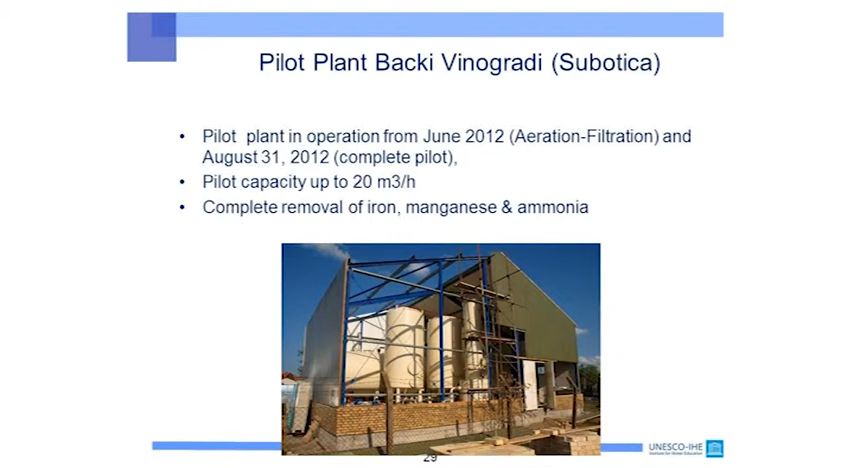 Pilot Plant Backi Vinogradi (Subotica)
• Pilot plant in operation from June 2012 (Aeration-Filtration) and
August 31, 2012 (complete pilot),
• Pilot capacity up to 20 m3/h
• Complete removal of iron, manganese & ammonia
29
UNESCO-IHE
Institute for Water Education